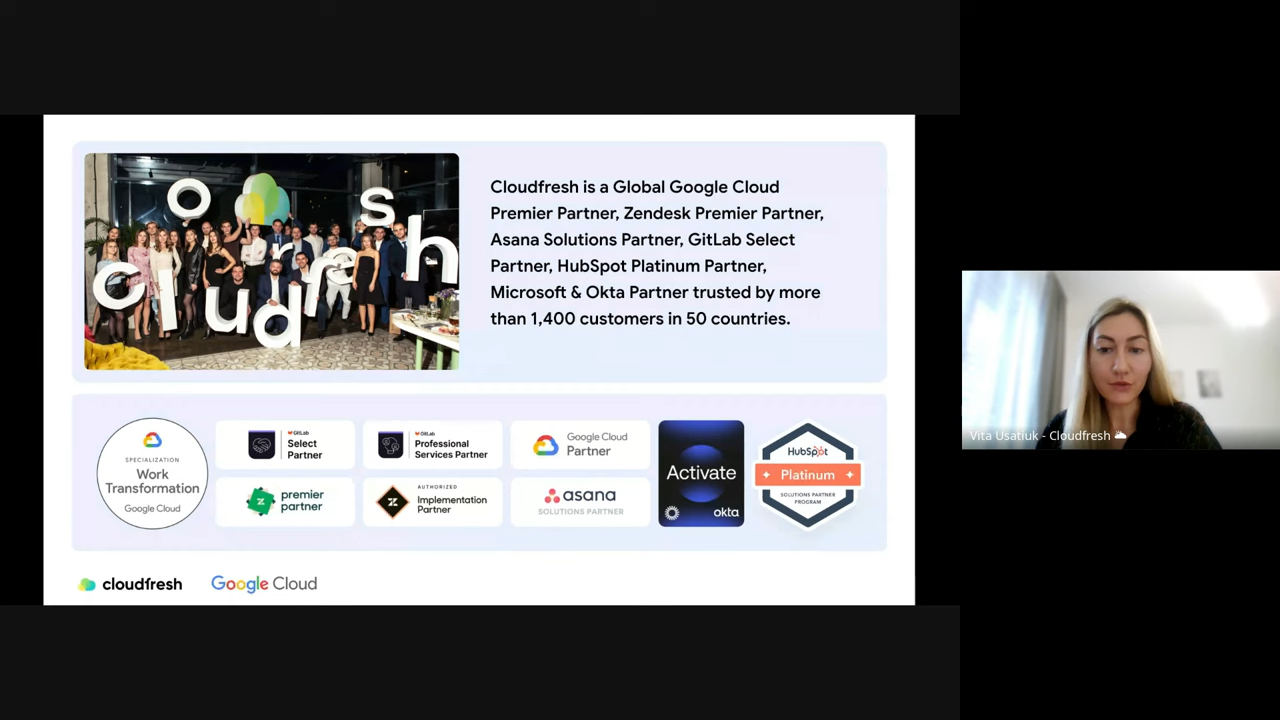 cloudfresh
Cloudfresh is a Global Google Cloud
Premier Partner, Zendesk Premier Partner,
Asana Solutions Partner, GitLab Select
Partner, HubSpot Platinum Partner,
Microsoft & Okta Partner trusted by more
than 1,400 customers in 50 countries.
SPECIALIZATION
Work
Transformation
Google Cloud
GitLab
Select
Partner
GitLab
Professional
Services Partner
Google Cloud
Partner
premier
partner
AUTHORIZED
Implementation
Partner
asana
SOLUTIONS PARTNER
Activate
okta
HubSpot
Platinum
SOLUTIONS PARTNER
PROGRAM
cloudfresh
Google Cloud
Vita Usatiuk - Cloudfresh